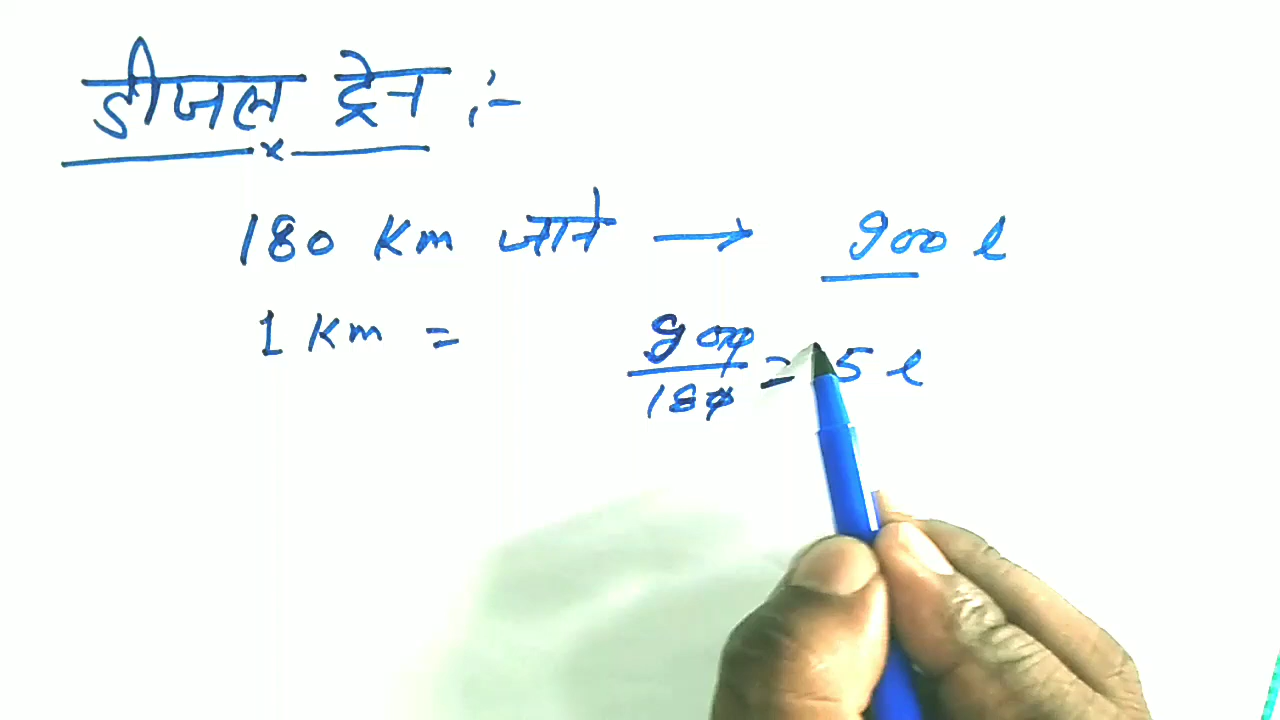 डीजल ट्रेन :-
180 Km जाने → 900 l
1 Km = 900/180 = 5 l